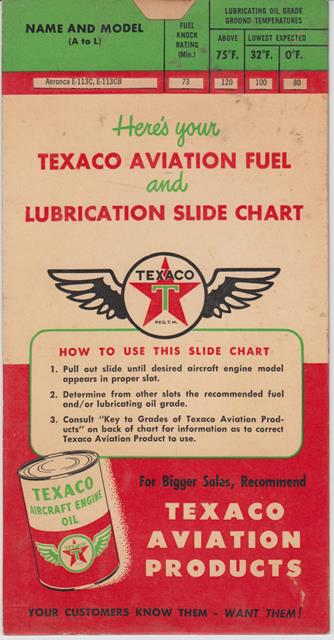 NAME AND MODEL
(A to L)
FUEL
KNOCK
RATING
(Min.)
LUBRICATING OIL GRADE
GROUND TEMPERATURES
ABOVE
75°F.
LOWEST EXPECTED
32°F. 0°F.
Aeronca E-113C, E-113CB 73 120 100 80
Here's your
TEXACO AVIATION FUEL
and
LUBRICATION SLIDE CHART
TEXACO
T
REG. T. M.
HOW TO USE THIS SLIDE CHART
1. Pull out slide until desired aircraft engine model
appears in proper slot.
2. Determine from other slots the recommended fuel
and/or lubricating oil grade.
3. Consult "Key to Grades of Texaco Aviation Prod-
ucts" on back of chart for information as to correct
Texaco Aviation Product to use.
TEXACO
AIRCRAFT ENGINE
OIL
For Bigger Sales, Recommend
TEXACO
AVIATION
PRODUCTS
YOUR CUSTOMERS KNOW THEM - WANT THEM!